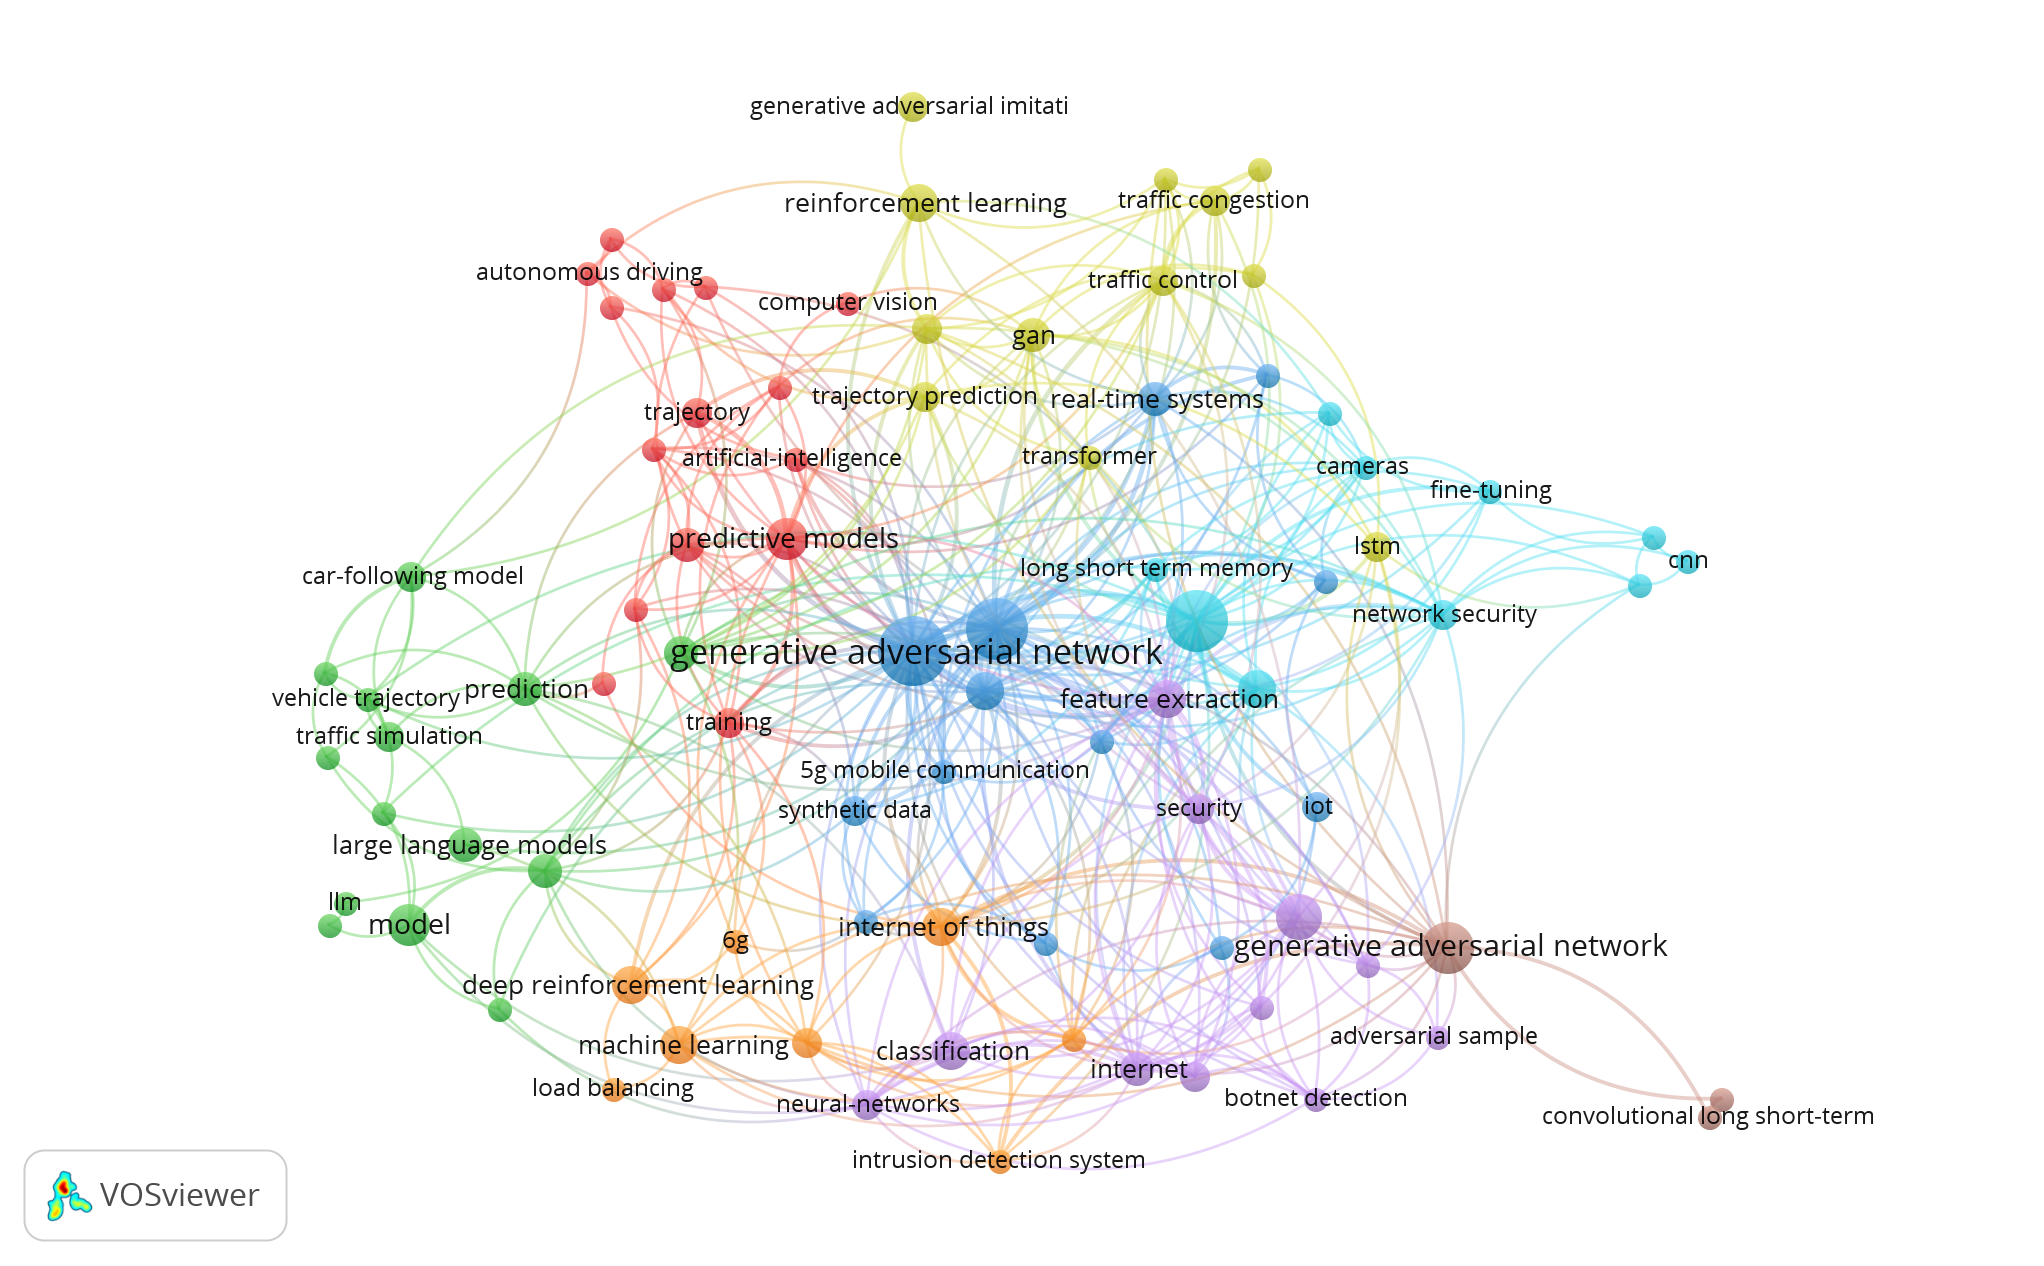 generative adversarial imitati
reinforcement learning
traffic congestion
autonomous driving
traffic control
computer vision
gan
trajectory prediction
real-time systems
trajectory
artificial-intelligence
transformer
cameras
fine-tuning
predictive models
lstm
cnn
long short term memory
car-following model
network security
generative adversarial network
prediction
vehicle trajectory
feature extraction
training
traffic simulation
5g mobile communication
synthetic data
security
iot
large language models
llm
model
internet of things
6g
generative adversarial network
deep reinforcement learning
adversarial sample
machine learning
classification
internet
load balancing
neural-networks
botnet detection
convolutional long short-term
intrusion detection system
VOSviewer